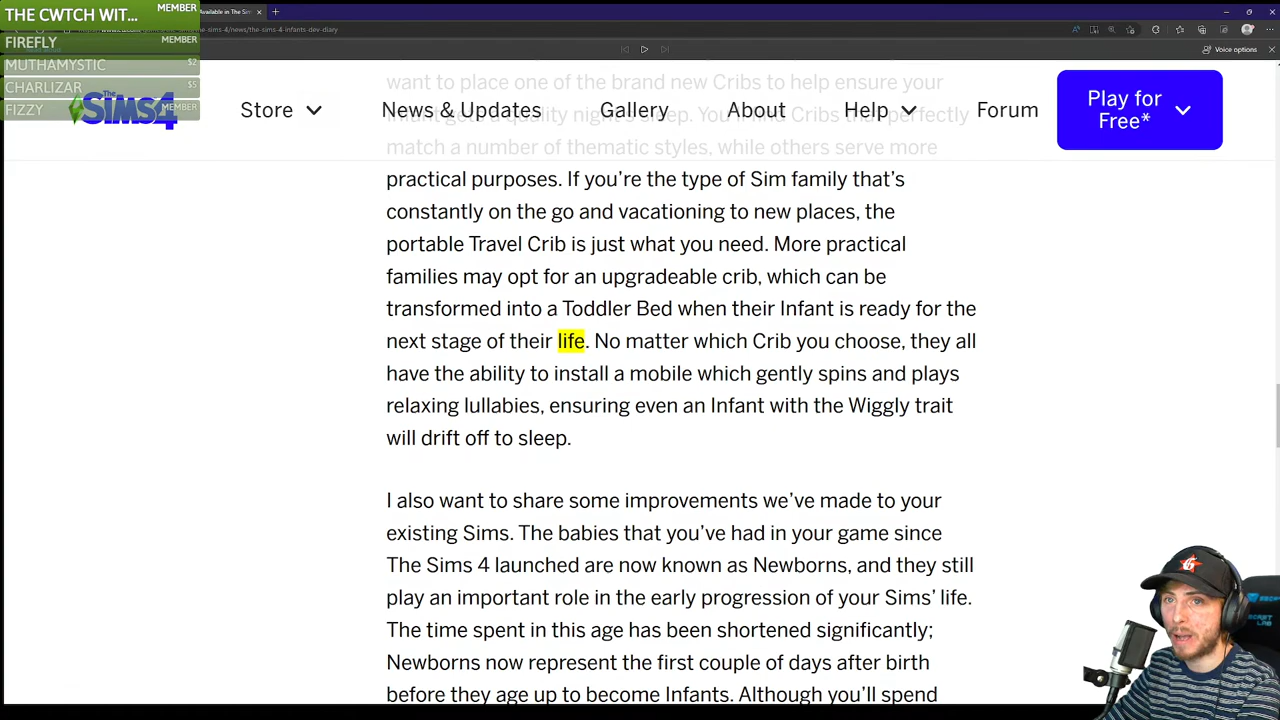 THE CWTCH WIT... MEMBER
FIREFLY MEMBER
MUTHAMYSTIC $2
CHARLIZAR $5
FIZZY MEMBER
Available in The Sim
-sims-4/news/the-sims-4-infants-dev-diary
Voice options
The Sims 4
Store
News & Updates
Gallery
About
Help
Forum
Play for
Free*
want to place one of the brand new Cribs to help ensure your
quality night's sleep. You'll find Cribs that perfectly
match a number of thematic styles, while others serve more
practical purposes. If you’re the type of Sim family that’s
constantly on the go and vacationing to new places, the
portable Travel Crib is just what you need. More practical
families may opt for an upgradeable crib, which can be
transformed into a Toddler Bed when their Infant is ready for the
next stage of their life. No matter which Crib you choose, they all
have the ability to install a mobile which gently spins and plays
relaxing lullabies, ensuring even an Infant with the Wiggly trait
will drift off to sleep.
I also want to share some improvements we’ve made to your
existing Sims. The babies that you’ve had in your game since
The Sims 4 launched are now known as Newborns, and they still
play an important role in the early progression of your Sims’ life.
The time spent in this age has been shortened significantly;
Newborns now represent the first couple of days after birth
before they age up to become Infants. Although you’ll spend